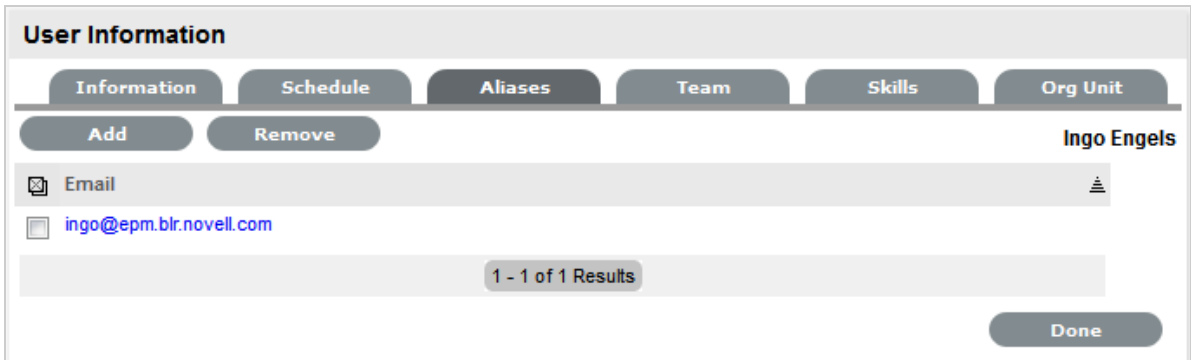 User Information
Information Schedule Aliases Team Skills Org Unit
Add Remove Ingo Engels
Email
ingo@epm.blr.novell.com
1 - 1 of 1 Results
Done